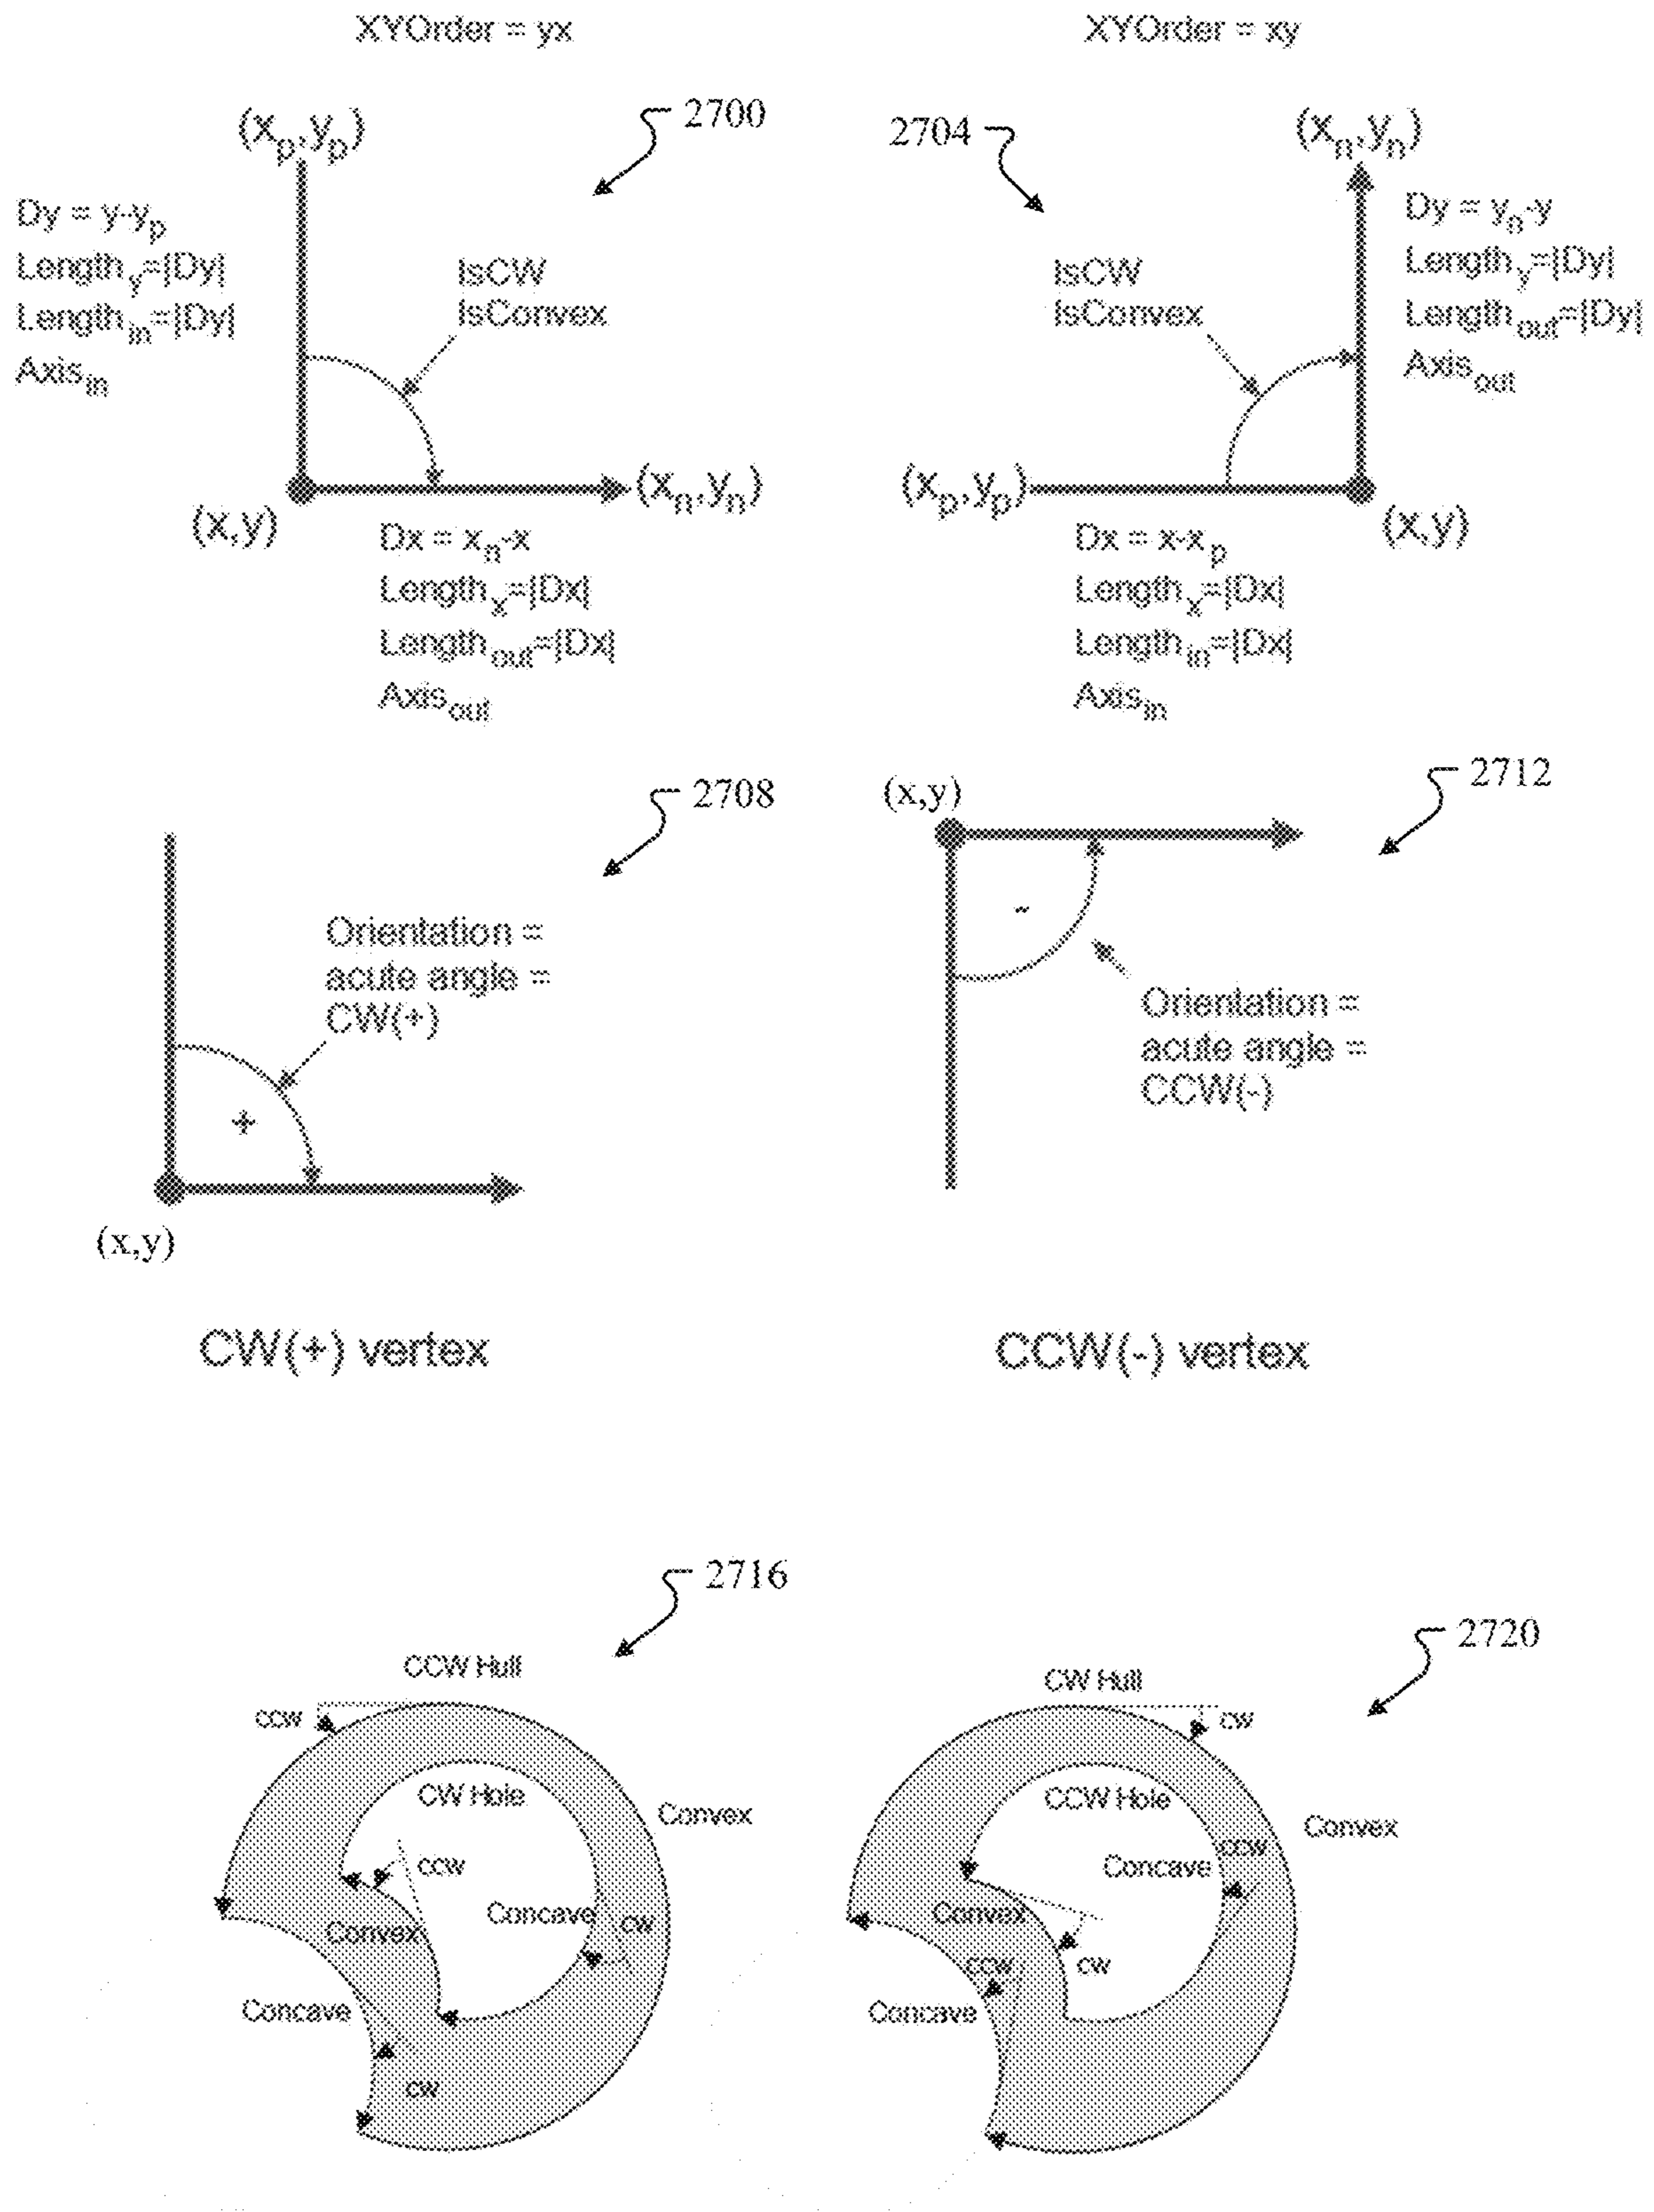 XYOrder = yx
XYOrder = xy
2700
2704
(xp,yp)
(xn,yn)
Dy = y-yp
Lengthy=|Dy|
Lengthin=|Dy|
Axisin
IsCW
IsConvex
IsCW
IsConvex
Dy = yn-y
Lengthy=|Dy|
Lengthout=|Dy|
Axisout
(x,y)
(xn,yn)
(xp,yp)
(x,y)
Dx = xn-x
Lengthx=|Dx|
Lengthout=|Dx|
Axisout
Dx = x-xp
Lengthx=|Dx|
Lengthin=|Dx|
Axisin
2708
(x,y)
2712
Orientation =
acute angle =
CW(+)
+
(x,y)
-
Orientation =
acute angle =
CCW(-)
CW(+) vertex
CCW(-) vertex
2716
CCW Hull
ccw
CW Hole
Convex
ccw
Convex
Concave
cw
Concave
cw
2720
CW Hull
cw
CCW Hole
Convex
ccw
Concave
Convex
ccw
cw
Concave